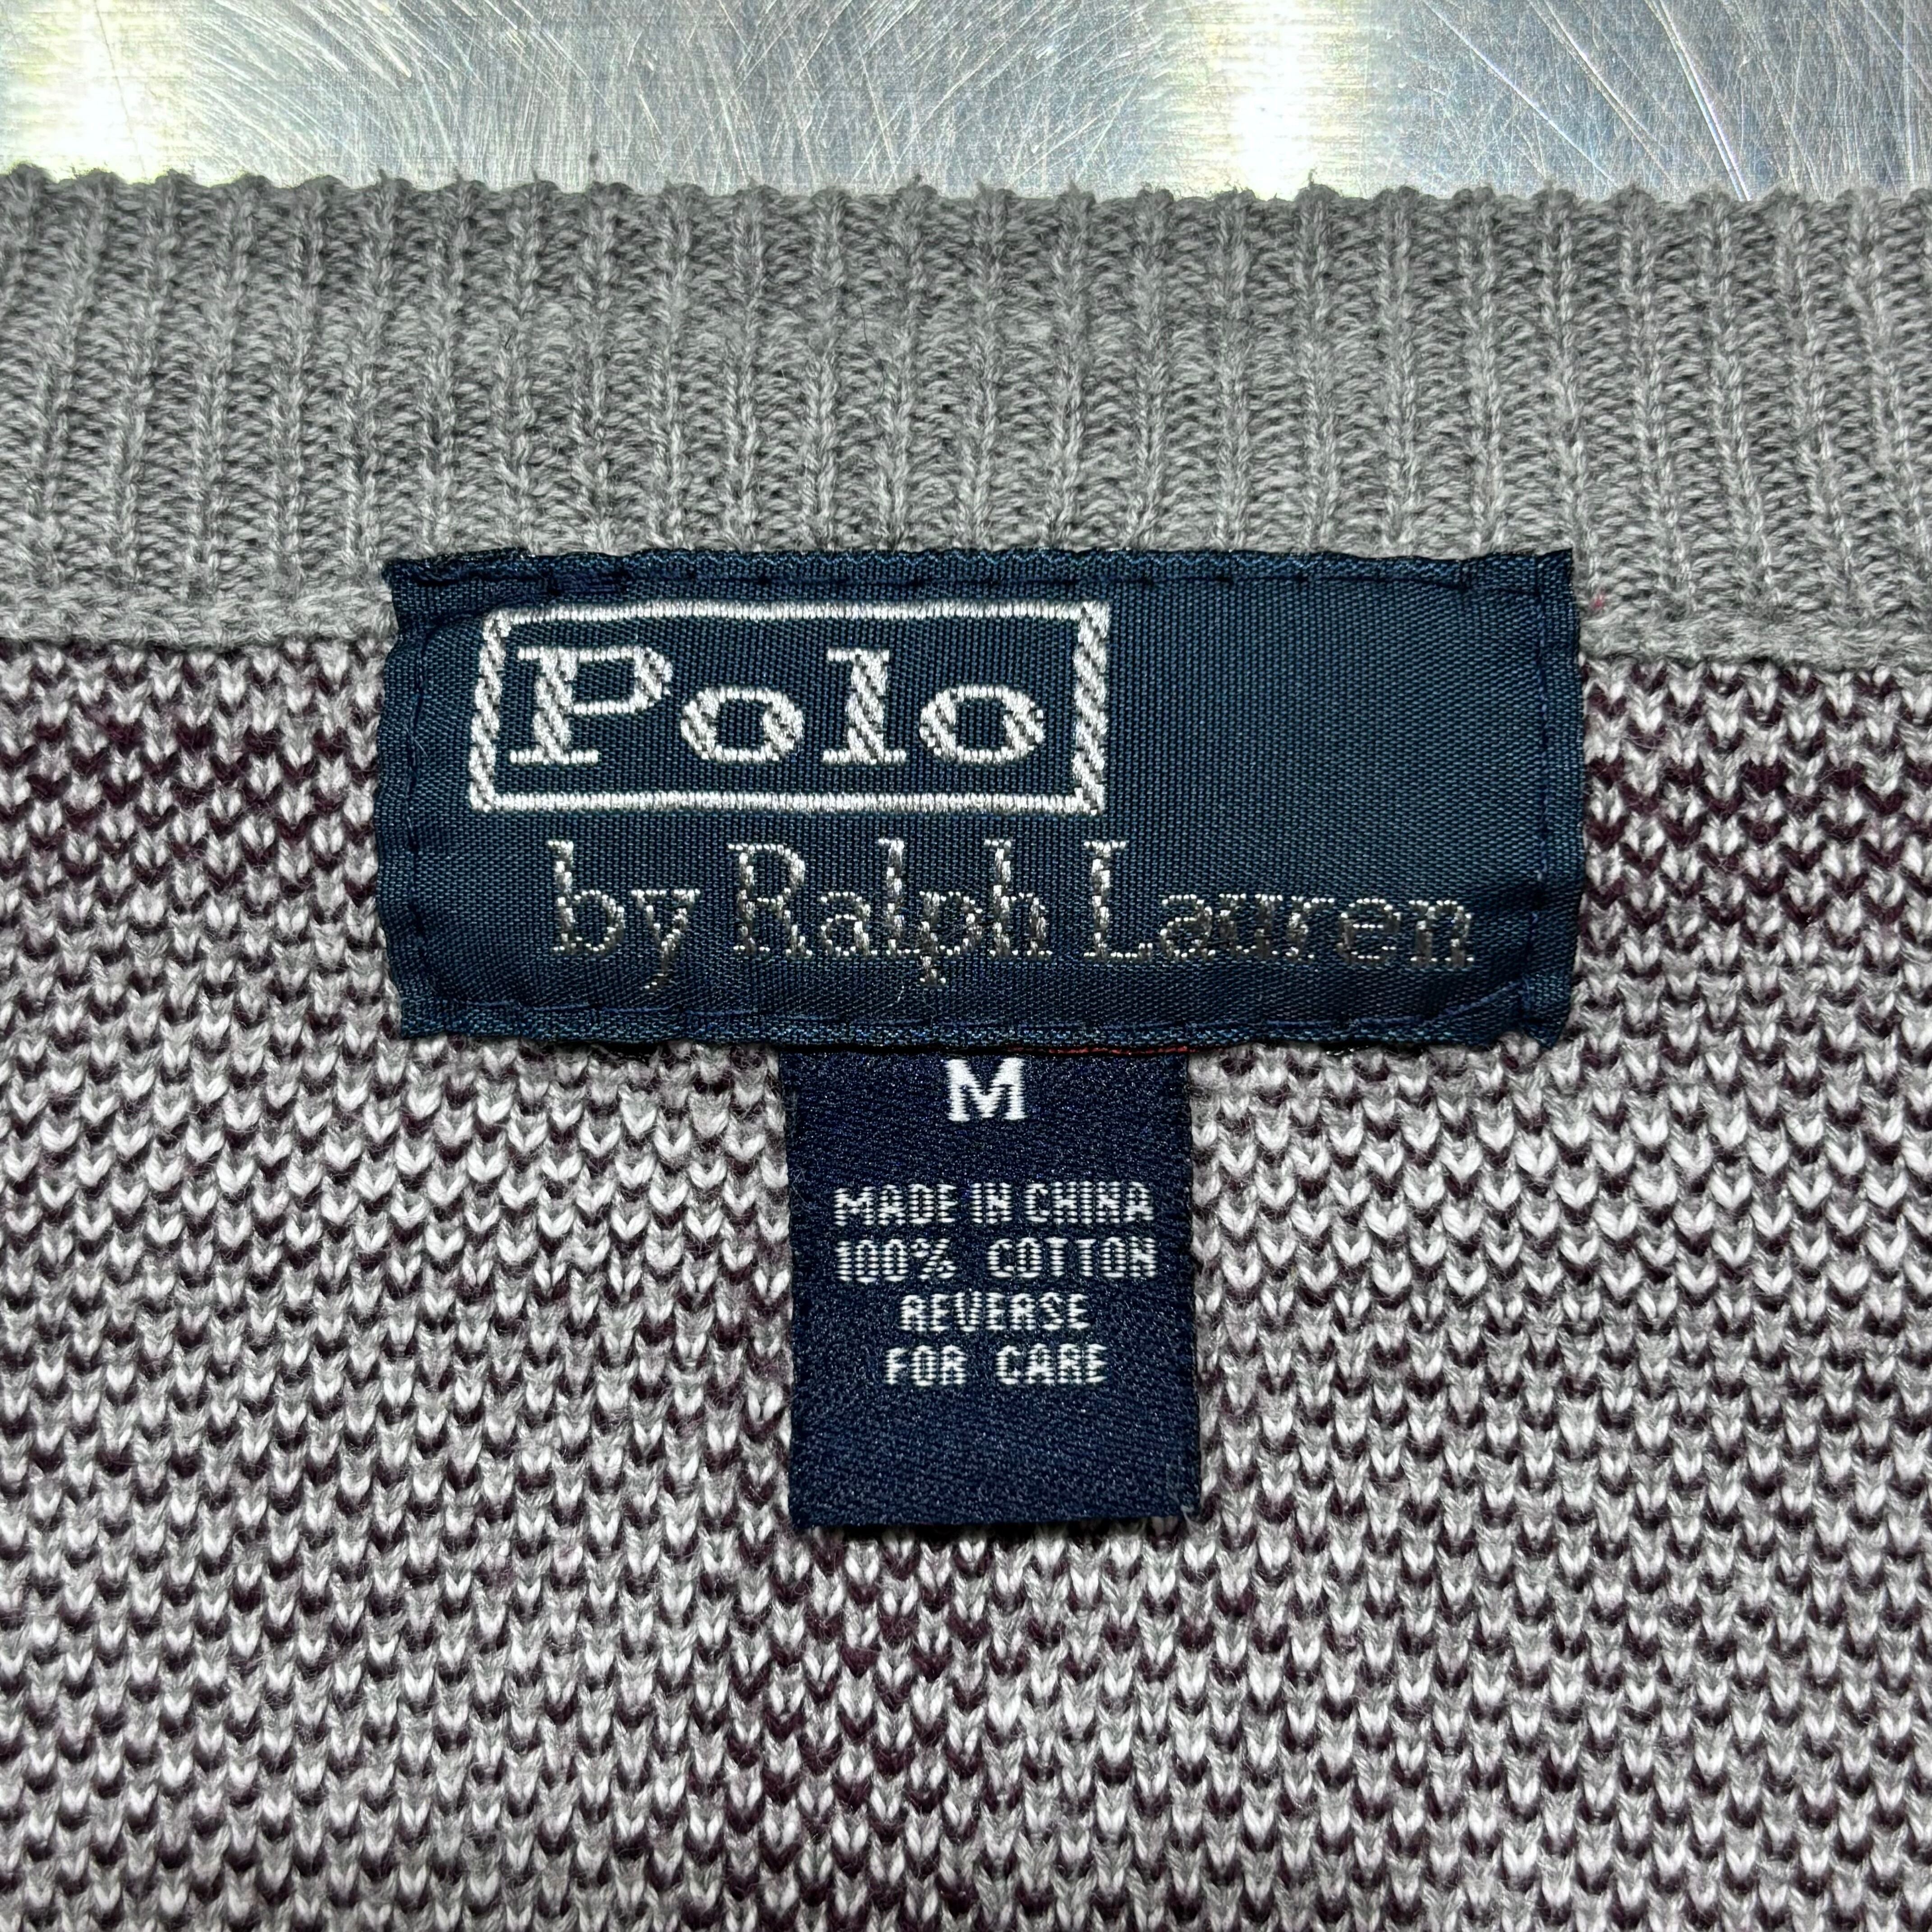 Polo
by Ralph Lauren
M
MADE IN CHINA
100% COTTON
REVERSE
FOR CARE